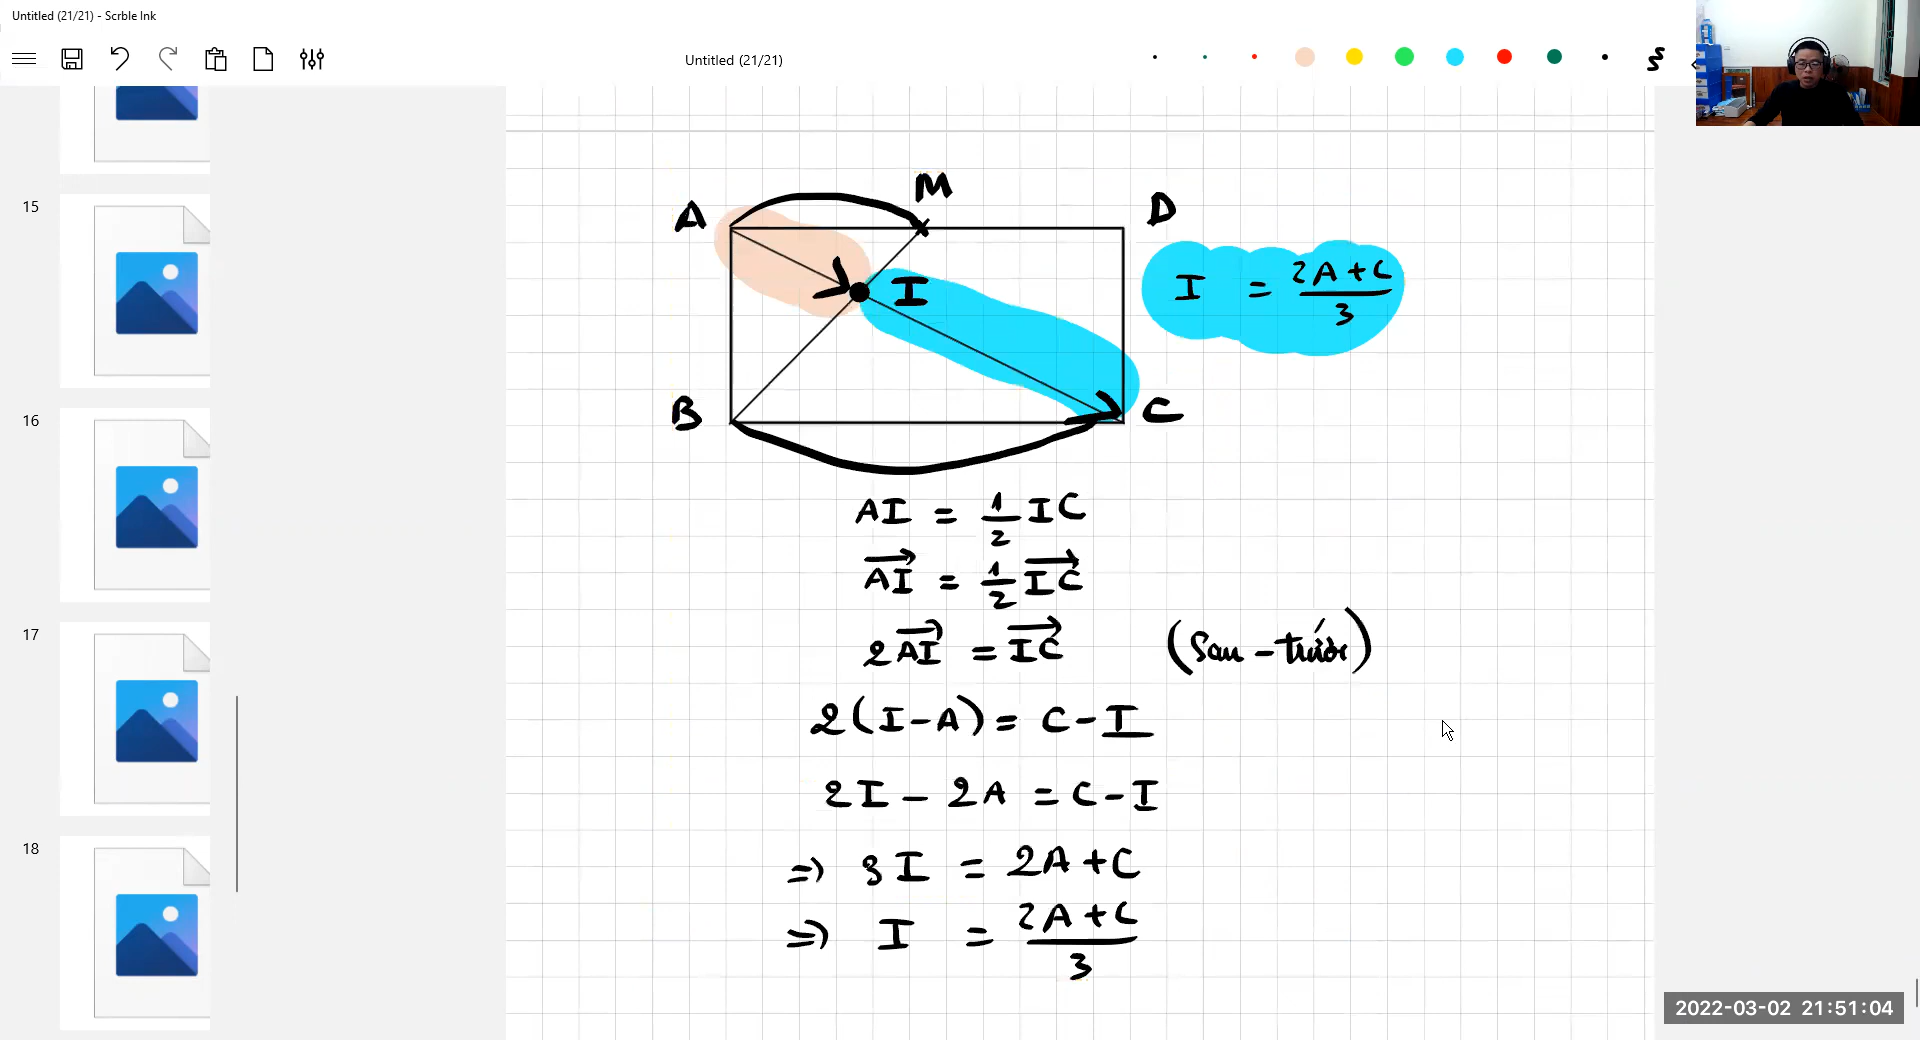 Untitled (21/21) - Scrble Ink
Untitled (21/21)
15
16
17
18
A
M
D
I
B
C
I = 2A+C/3
AI = 1/2 IC
AI = 1/2 IC
2AI = IC (Sau - trước)
2(I-A) = C-I
2I - 2A = C-I
=> 3I = 2A+C
=> I = 2A+C/3
2022-03-02 21:51:04